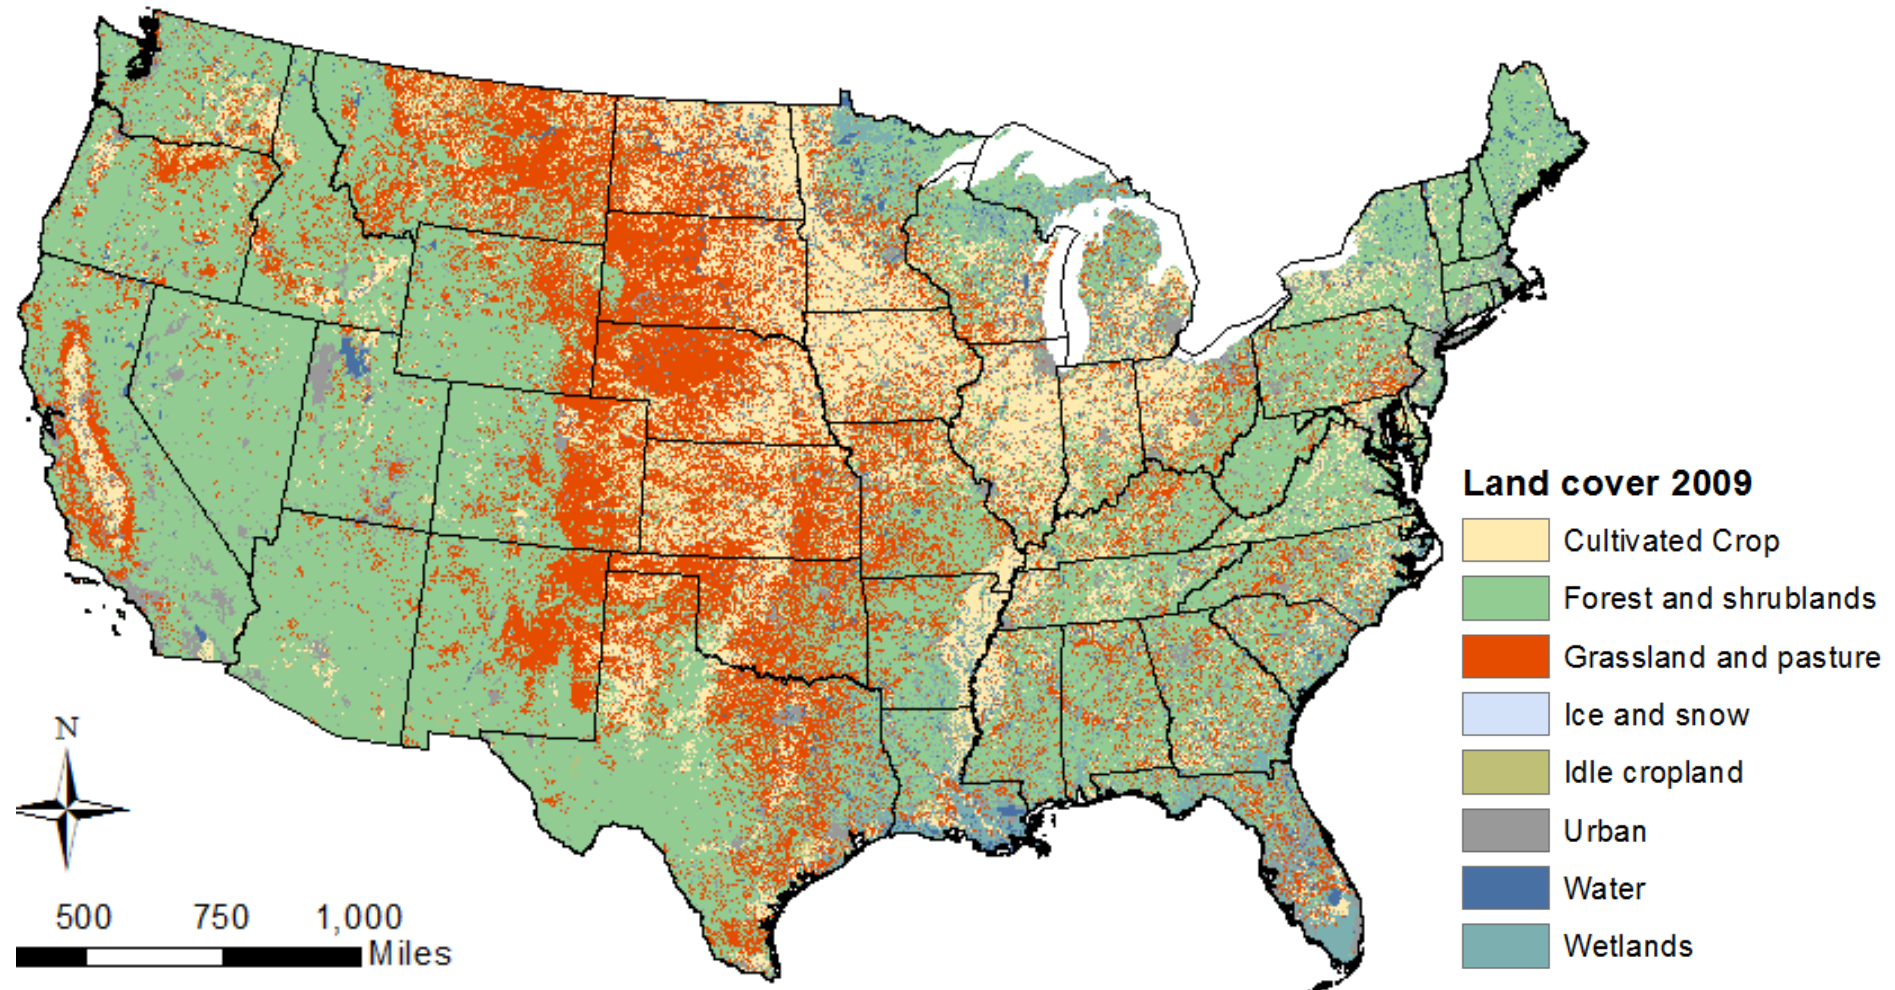 Land cover 2009
Cultivated Crop
Forest and shrublands
Grassland and pasture
Ice and snow
Idle cropland
Urban
Water
Wetlands
N
500 750 1,000
Miles